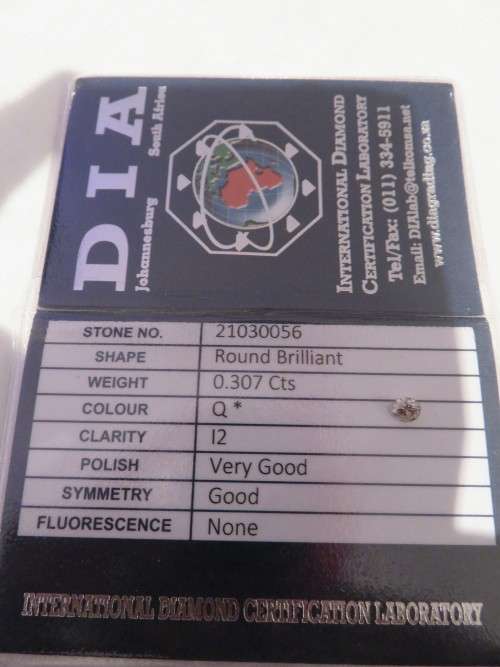 DIA
Johannesburg South Africa
INTERNATIONAL DIAMOND
CERTIFICATION LABORATORY
Tel/Fax: (011) 334-5911
Email: DIAlab@telkomsa.net
www.diagrading.co.za
STONE NO. 21030056
SHAPE Round Brilliant
WEIGHT 0.307 Cts
COLOUR Q *
CLARITY I2
POLISH Very Good
SYMMETRY Good
FLUORESCENCE None
INTERNATIONAL DIAMOND CERTIFICATION LABORATORY